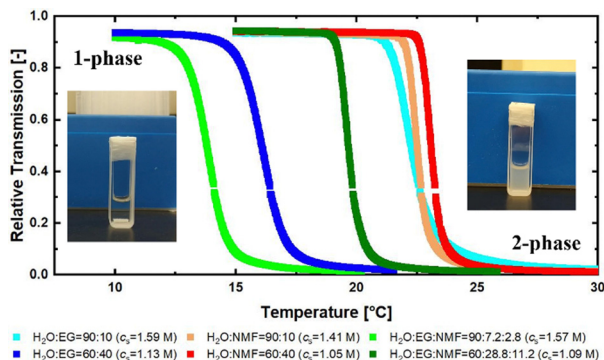 1.0
0.8
0.6
0.4
0.2
0.0
Relative Transmission [-]
1-phase
2-phase
10 15 20 25 30
Temperature [°C]
H₂O:EG=90:10 (cₛ=1.59 M) H₂O:NMF=90:10 (cₛ=1.41 M) H₂O:EG:NMF=90:7.2:2.8 (cₛ=1.57 M)
H₂O:EG=60:40 (cₛ=1.13 M) H₂O:NMF=60:40 (cₛ=1.05 M) H₂O:EG:NMF=60:28.8:11.2 (cₛ=1.09 M)